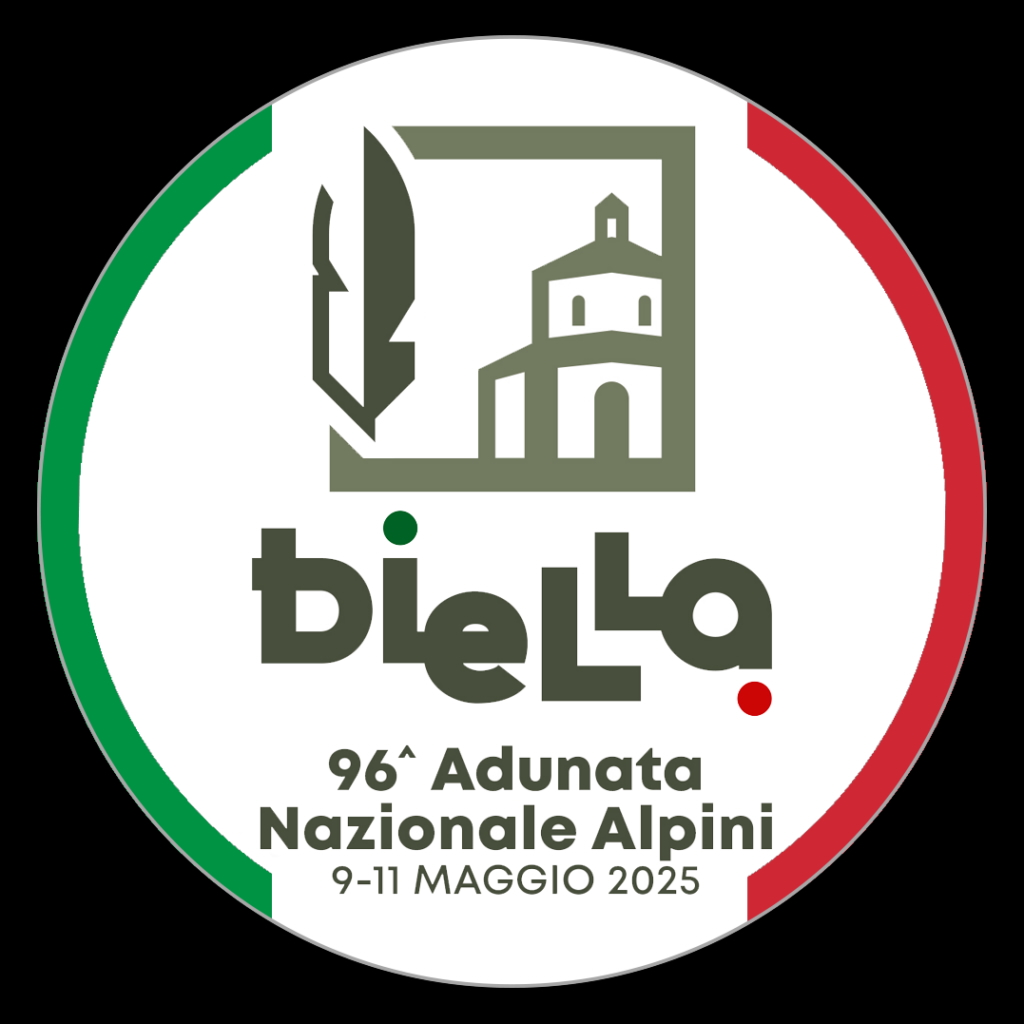 bieLLa
96^ Adunata
Nazionale Alpini
9-11 MAGGIO 2025